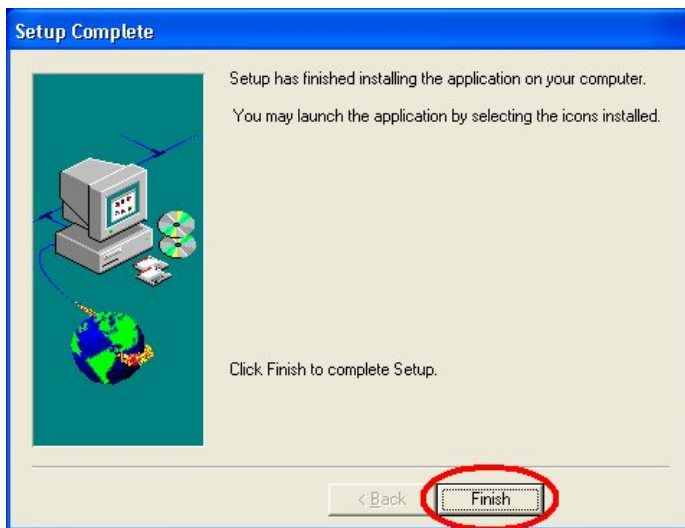 Setup Complete
Setup has finished installing the application on your computer.
You may launch the application by selecting the icons installed.
Click Finish to complete Setup.
< Back
Finish